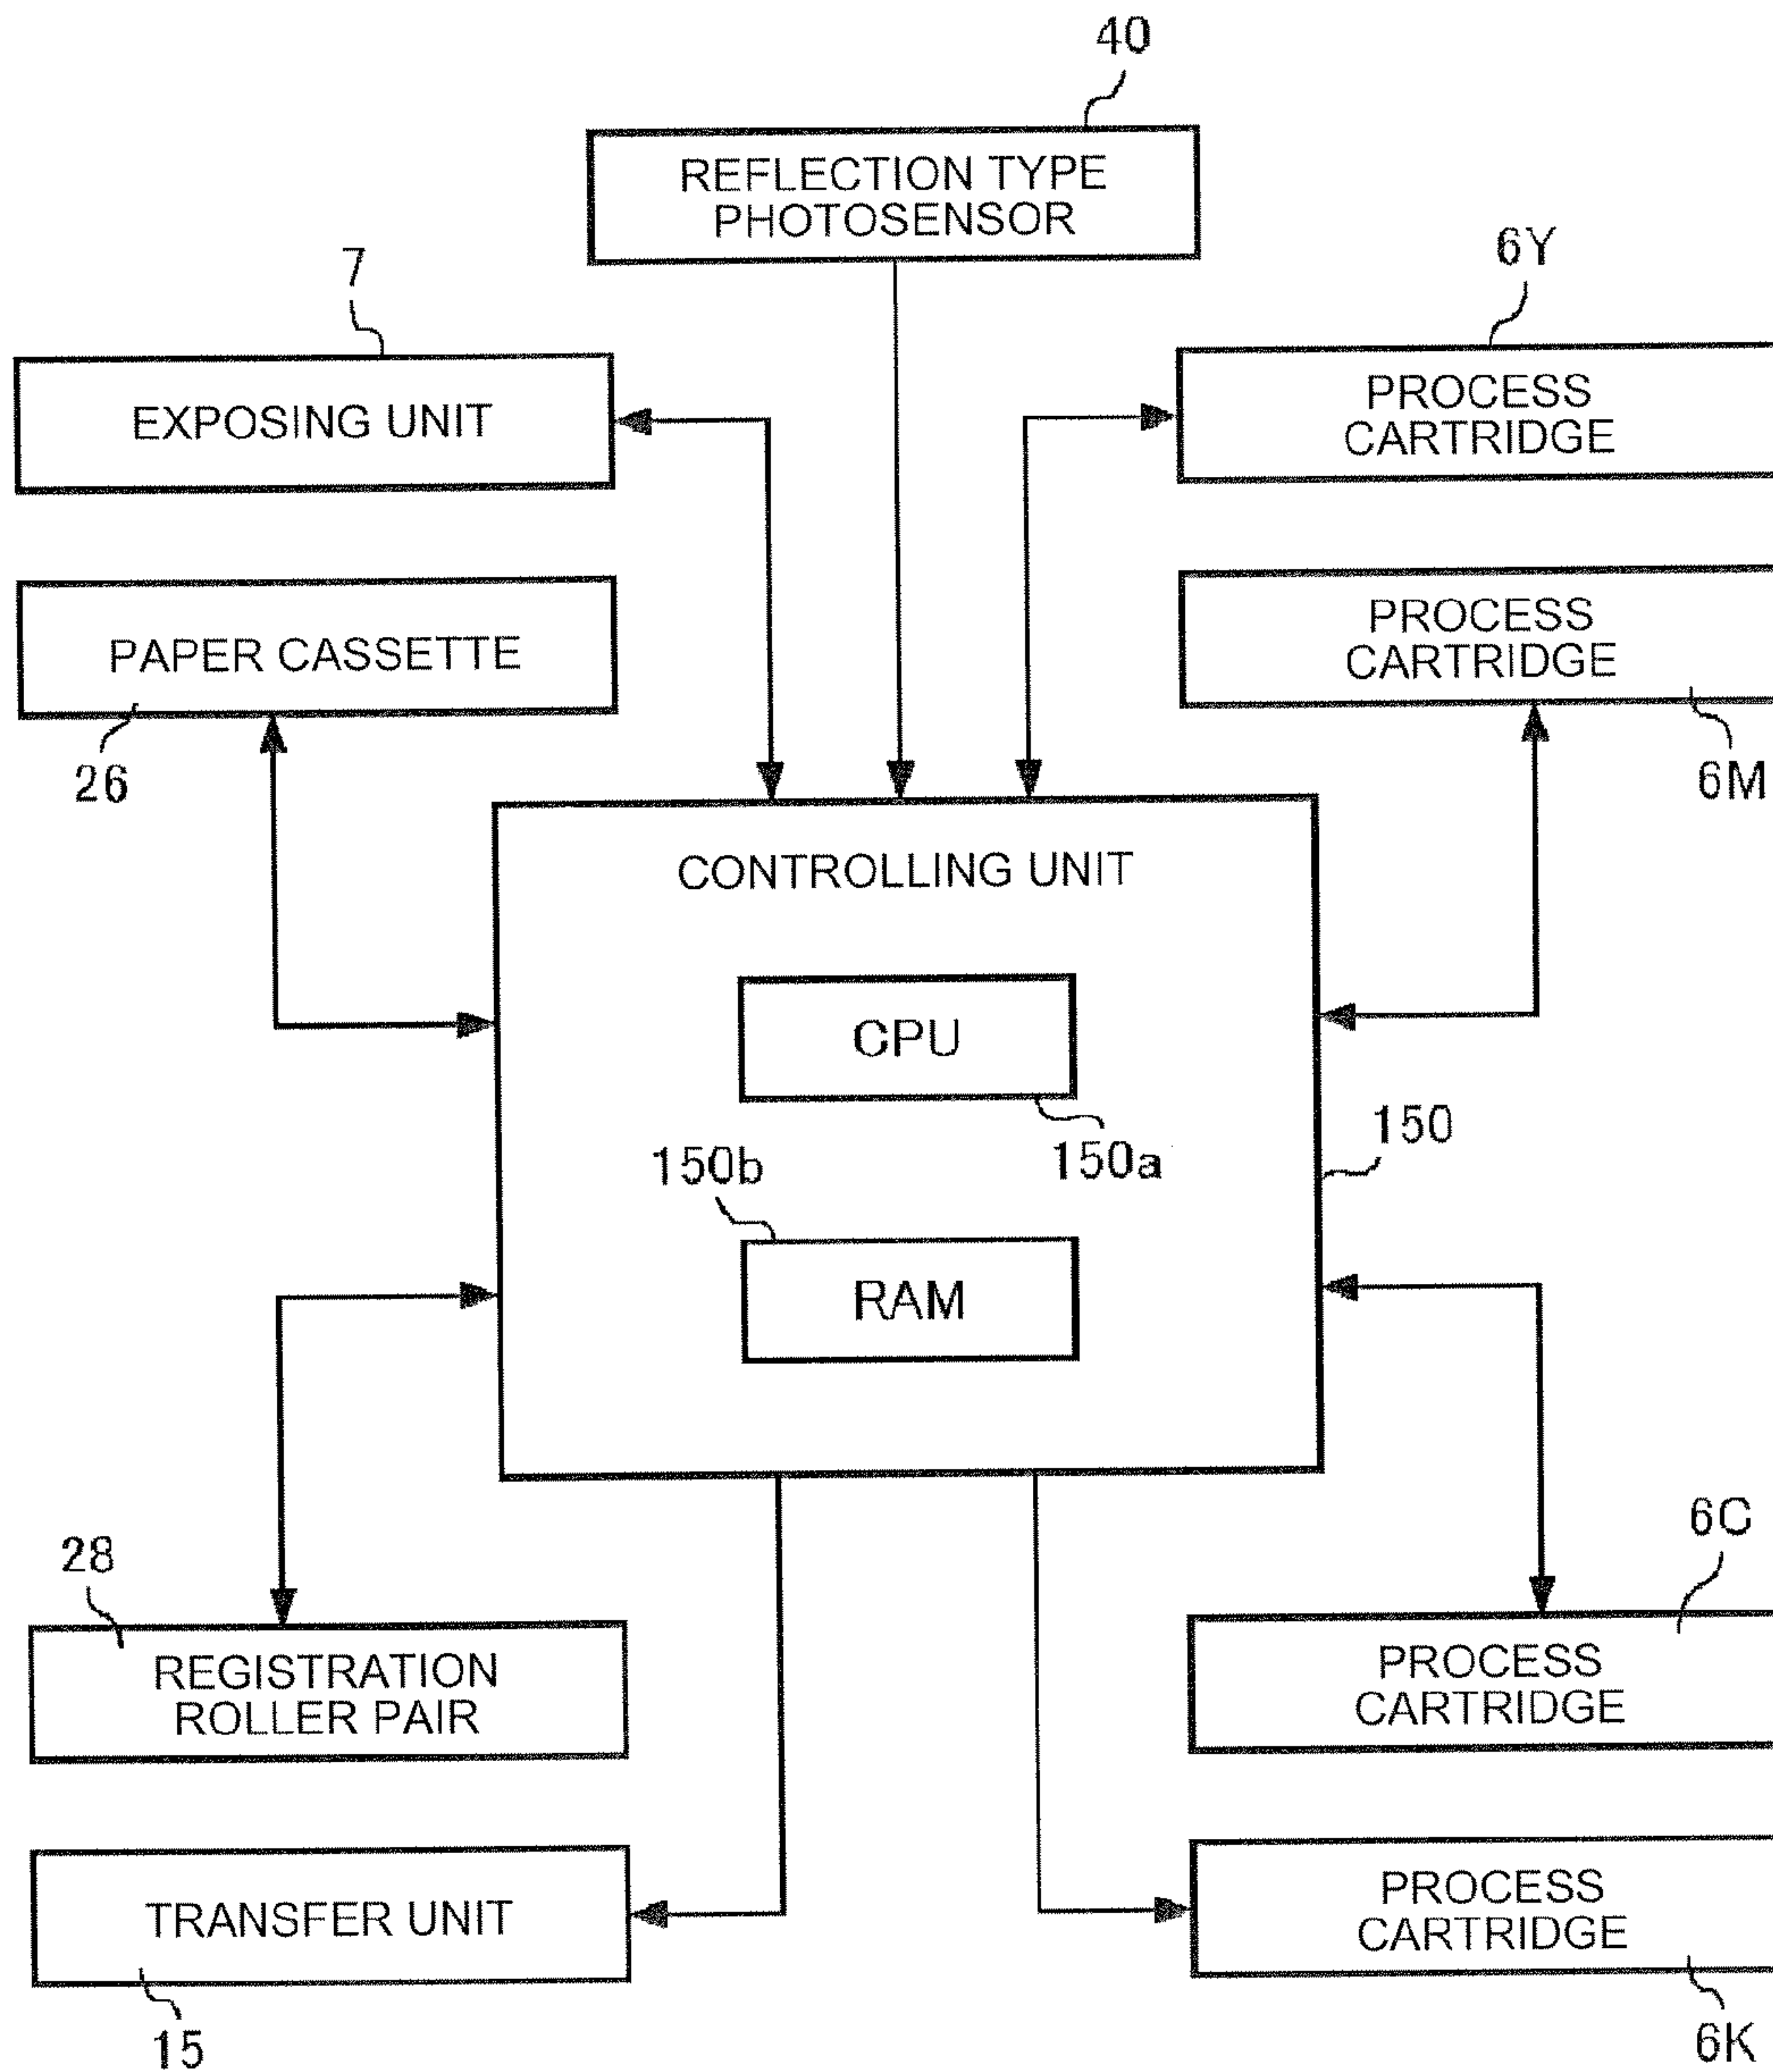 40
REFLECTION TYPE
PHOTOSENSOR
7
EXPOSING UNIT
6Y
PROCESS
CARTRIDGE
PAPER CASSETTE
26
PROCESS
CARTRIDGE
6M
CONTROLLING UNIT
CPU
150a
150
150b
RAM
28
REGISTRATION
ROLLER PAIR
6C
PROCESS
CARTRIDGE
TRANSFER UNIT
15
PROCESS
CARTRIDGE
6K